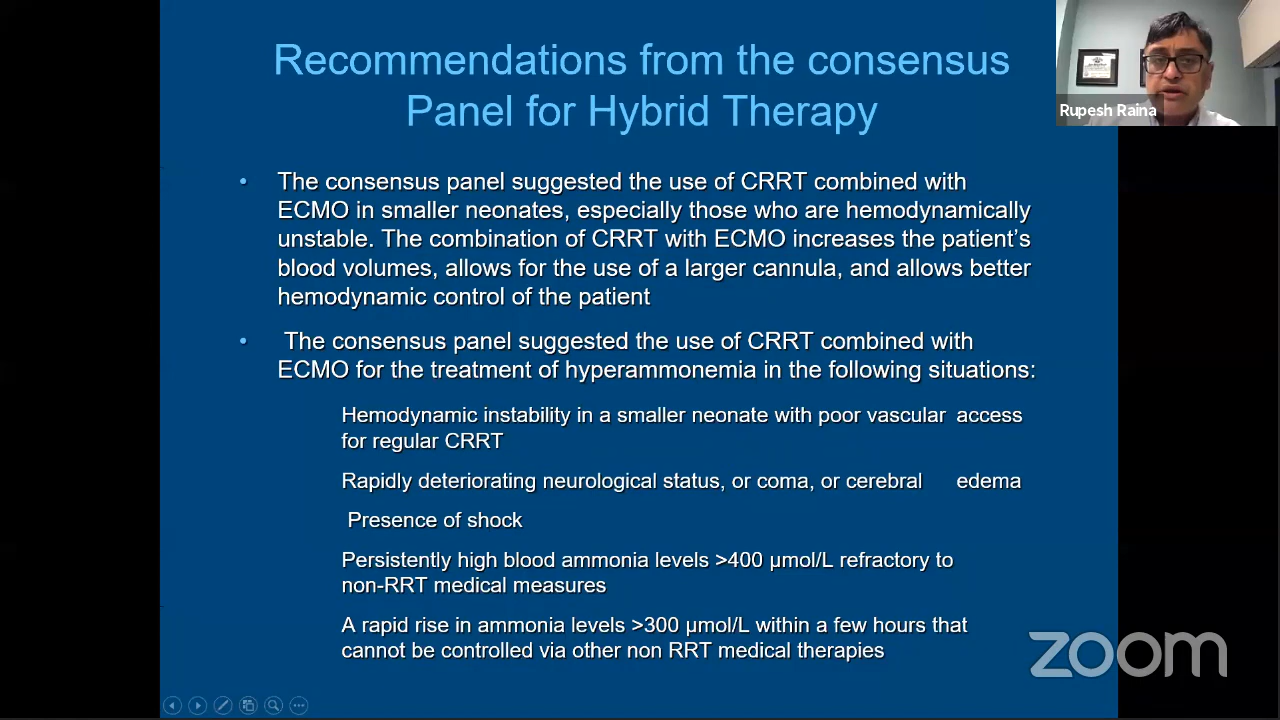 Recommendations from the consensus
Panel for Hybrid Therapy
Rupesh Raina
• The consensus panel suggested the use of CRRT combined with
ECMO in smaller neonates, especially those who are hemodynamically
unstable. The combination of CRRT with ECMO increases the patient’s
blood volumes, allows for the use of a larger cannula, and allows better
hemodynamic control of the patient
• The consensus panel suggested the use of CRRT combined with
ECMO for the treatment of hyperammonemia in the following situations:
Hemodynamic instability in a smaller neonate with poor vascular access
for regular CRRT
Rapidly deteriorating neurological status, or coma, or cerebral edema
Presence of shock
Persistently high blood ammonia levels >400 μmol/L refractory to
non-RRT medical measures
A rapid rise in ammonia levels >300 μmol/L within a few hours that
cannot be controlled via other non RRT medical therapies
zoom